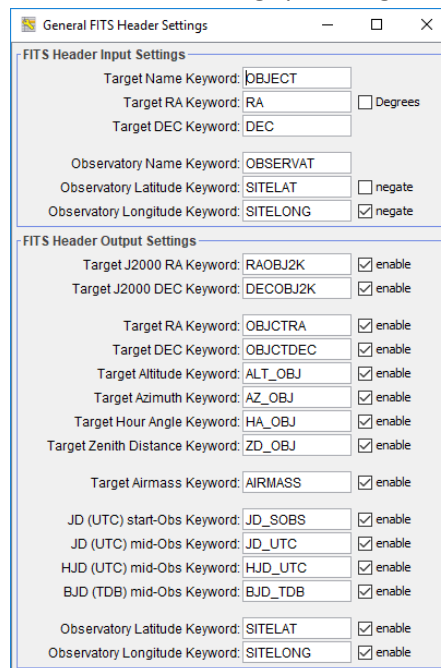 General FITS Header Settings
FITS Header Input Settings
Target Name Keyword: OBJECT
Target RA Keyword: RA Degrees
Target DEC Keyword: DEC
Observatory Name Keyword: OBSERVAT
Observatory Latitude Keyword: SITELAT negate
Observatory Longitude Keyword: SITELONG negate
FITS Header Output Settings
Target J2000 RA Keyword: RAOBJ2K enable
Target J2000 DEC Keyword: DECOBJ2K enable
Target RA Keyword: OBJCTRA enable
Target DEC Keyword: OBJCTDEC enable
Target Altitude Keyword: ALT_OBJ enable
Target Azimuth Keyword: AZ_OBJ enable
Target Hour Angle Keyword: HA_OBJ enable
Target Zenith Distance Keyword: ZD_OBJ enable
Target Airmass Keyword: AIRMASS enable
JD (UTC) start-Obs Keyword: JD_SOBS enable
JD (UTC) mid-Obs Keyword: JD_UTC enable
HJD (UTC) mid-Obs Keyword: HJD_UTC enable
BJD (TDB) mid-Obs Keyword: BJD_TDB enable
Observatory Latitude Keyword: SITELAT enable
Observatory Longitude Keyword: SITELONG enable